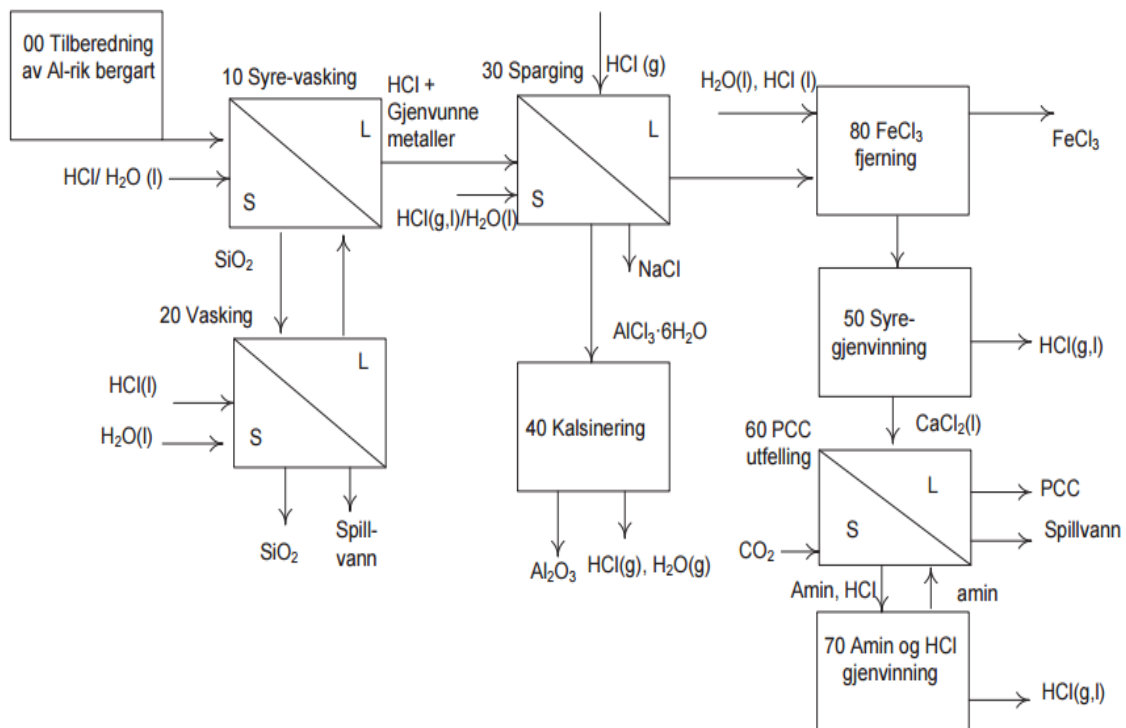 00 Tilberedning
av Al-rik bergart
10 Syre-vasking
HCl +
Gjenvunne
metaller
30 Sparging
HCl (g)
H₂O(l), HCl (l)
80 FeCl₃
fjerning
FeCl₃
L
S
HCl/ H₂O (l)
L
S
HCl(g,l)/H₂O(l)
SiO₂
NaCl
20 Vasking
AlCl₃·6H₂O
50 Syre-
gjenvinning
HCl(g,l)
L
S
HCl(l)
H₂O(l)
40 Kalsinering
60 PCC
utfelling
CaCl₂(l)
L
S
PCC
Spillvann
CO₂
SiO₂
Spill-
vann
Al₂O₃
HCl(g), H₂O(g)
Amin, HCl
amin
70 Amin og HCl
gjenvinning
HCl(g,l)